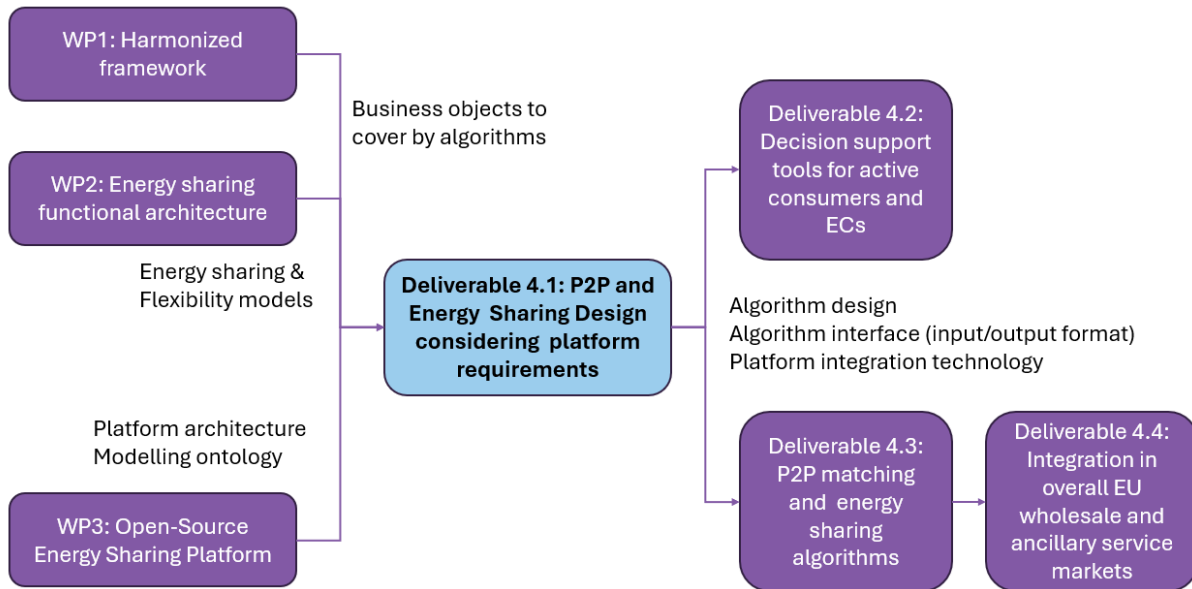 WP1: Harmonized
framework
Business objects to
cover by algorithms
WP2: Energy sharing
functional architecture
Energy sharing &
Flexibility models
Platform architecture
Modelling ontology
WP3: Open-Source
Energy Sharing Platform
Deliverable 4.1: P2P and
Energy Sharing Design
considering platform
requirements
Deliverable 4.2:
Decision support
tools for active
consumers and
ECs
Algorithm design
Algorithm interface (input/output format)
Platform integration technology
Deliverable 4.3:
P2P matching
and energy
sharing
algorithms
Deliverable 4.4:
Integration in
overall EU
wholesale and
ancillary service
markets